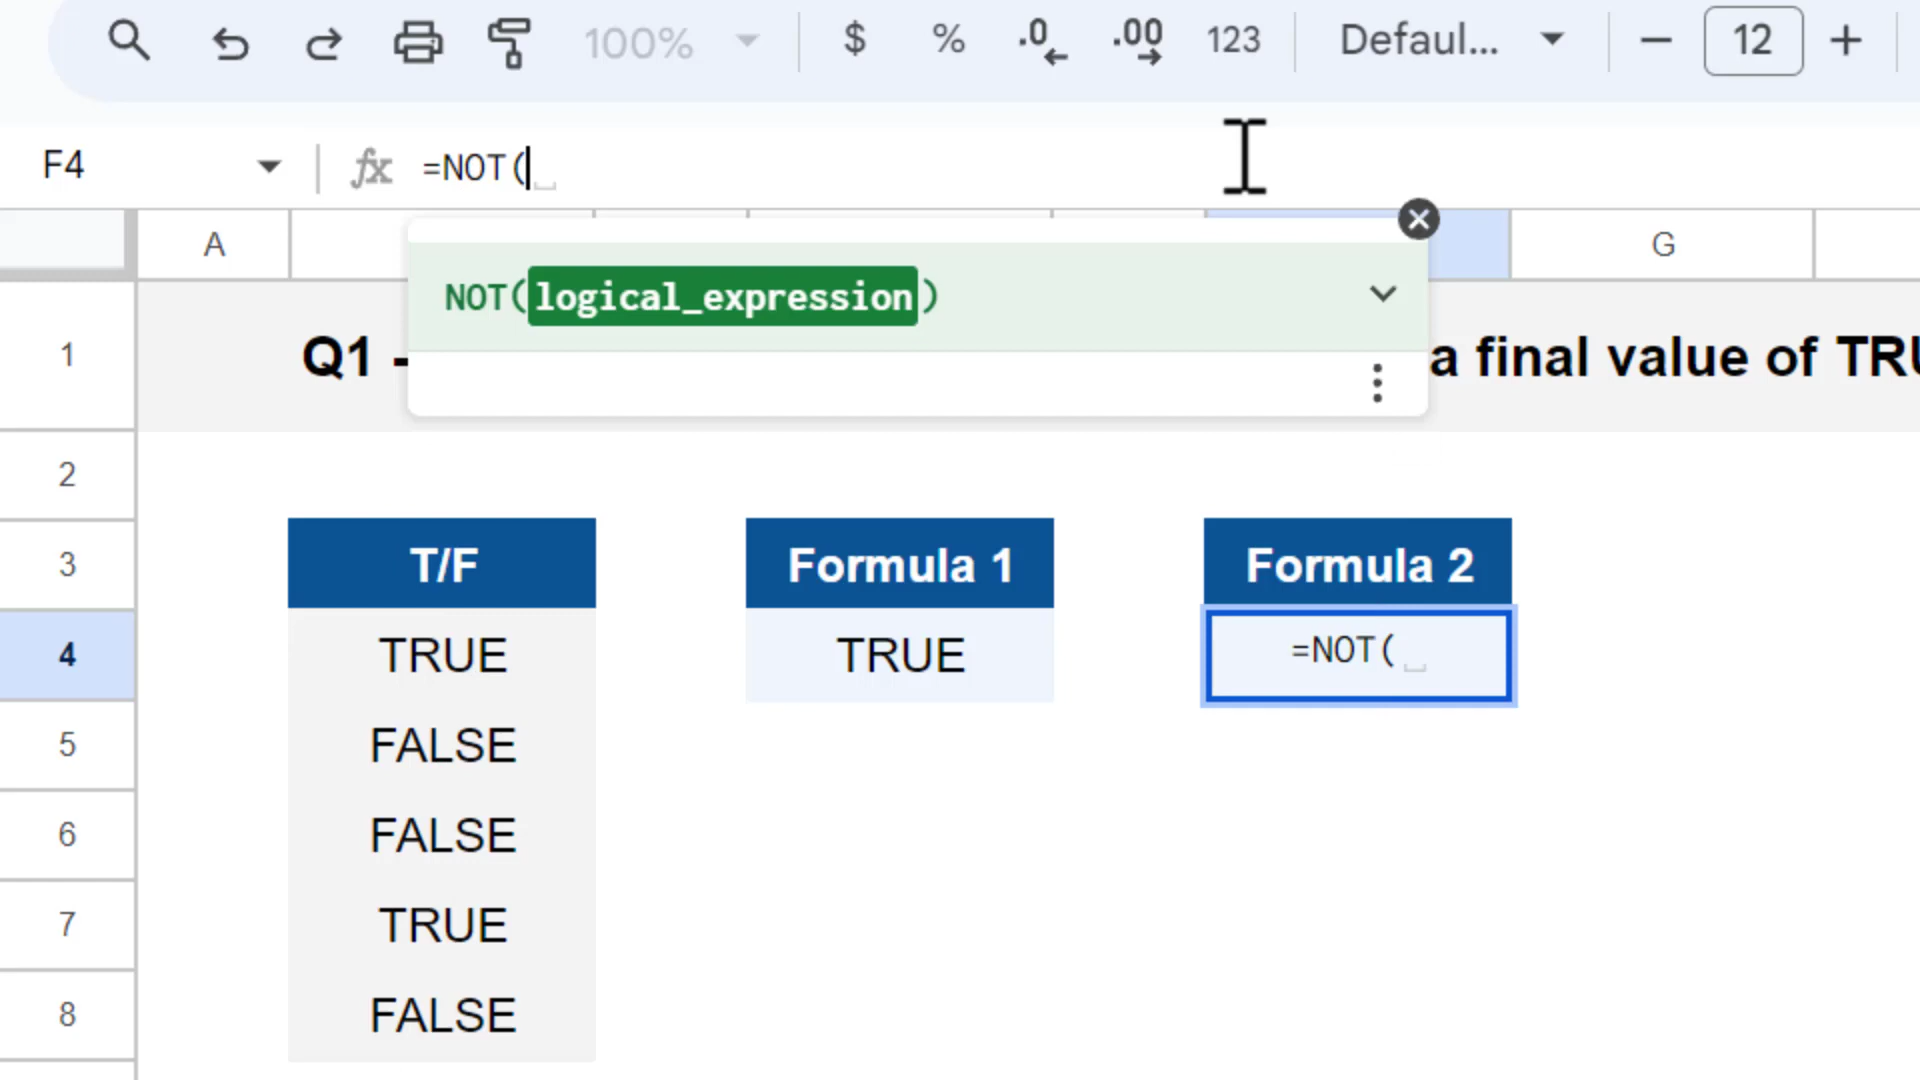 100% $ % .0 .00 123 Defaul... 12
F4 fx =NOT(
A G
NOT(logical_expression)
1 Q1 - a final value of TRU
2
3 T/F Formula 1 Formula 2
4 TRUE TRUE =NOT(
5 FALSE
6 FALSE
7 TRUE
8 FALSE